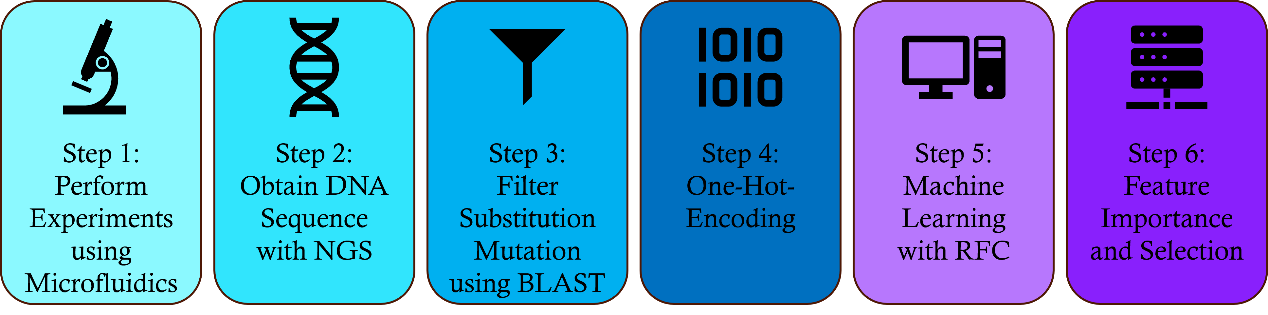 1010
1010
Step 1:
Perform
Experiments
using
Microfluidics
Step 2:
Obtain DNA
Sequence
with NGS
Step 3:
Filter
Substitution
Mutation
using BLAST
Step 4:
One-Hot-
Encoding
Step 5:
Machine
Learning
with RFC
Step 6:
Feature
Importance
and Selection